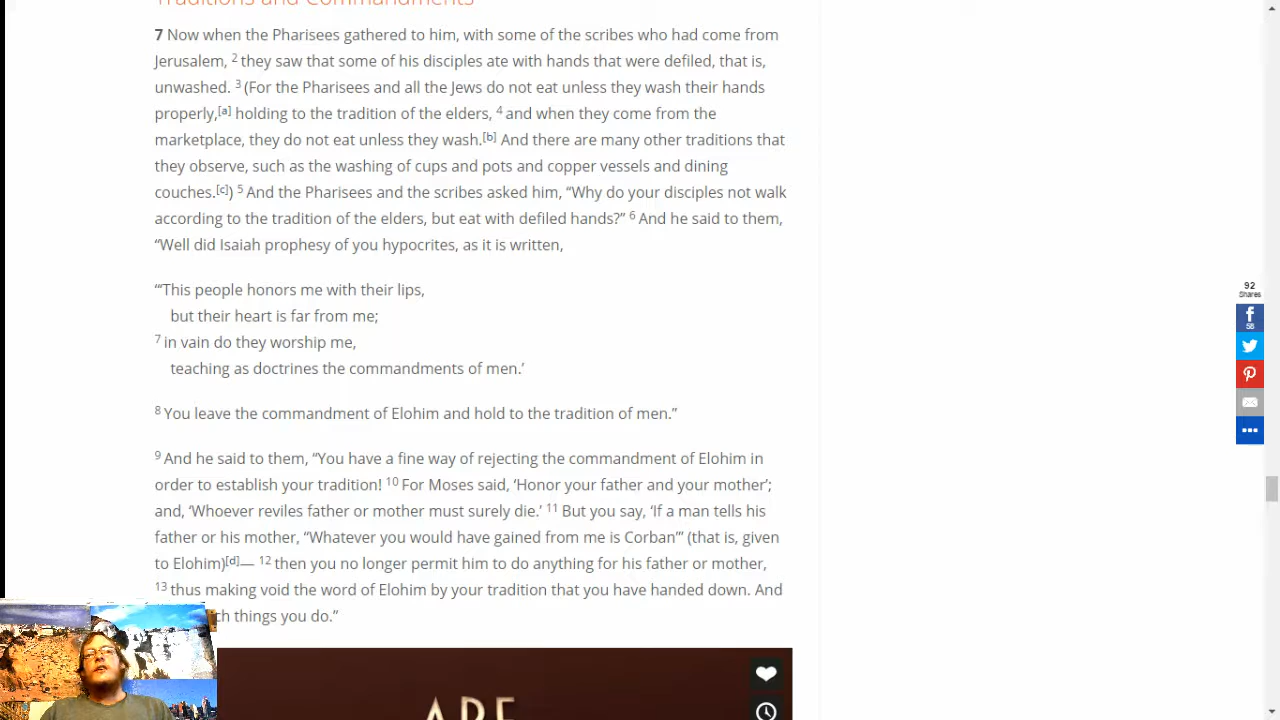 Traditions and Commandments
7 Now when the Pharisees gathered to him, with some of the scribes who had come from
Jerusalem, 2 they saw that some of his disciples ate with hands that were defiled, that is,
unwashed. 3 (For the Pharisees and all the Jews do not eat unless they wash their hands
properly,[a] holding to the tradition of the elders, 4 and when they come from the
marketplace, they do not eat unless they wash.[b] And there are many other traditions that
they observe, such as the washing of cups and pots and copper vessels and dining
couches.[c]) 5 And the Pharisees and the scribes asked him, “Why do your disciples not walk
according to the tradition of the elders, but eat with defiled hands?” 6 And he said to them,
“Well did Isaiah prophesy of you hypocrites, as it is written,
“‘This people honors me with their lips,
but their heart is far from me;
7 in vain do they worship me,
teaching as doctrines the commandments of men.’
8 You leave the commandment of Elohim and hold to the tradition of men.”
9 And he said to them, “You have a fine way of rejecting the commandment of Elohim in
order to establish your tradition! 10 For Moses said, ‘Honor your father and your mother’;
and, ‘Whoever reviles father or mother must surely die.’ 11 But you say, ‘If a man tells his
father or his mother, “Whatever you would have gained from me is Corban”’ (that is, given
to Elohim)[d]— 12 then you no longer permit him to do anything for his father or mother,
13 thus making void the word of Elohim by your tradition that you have handed down. And
things you do.”
ARE
92
Shares
58